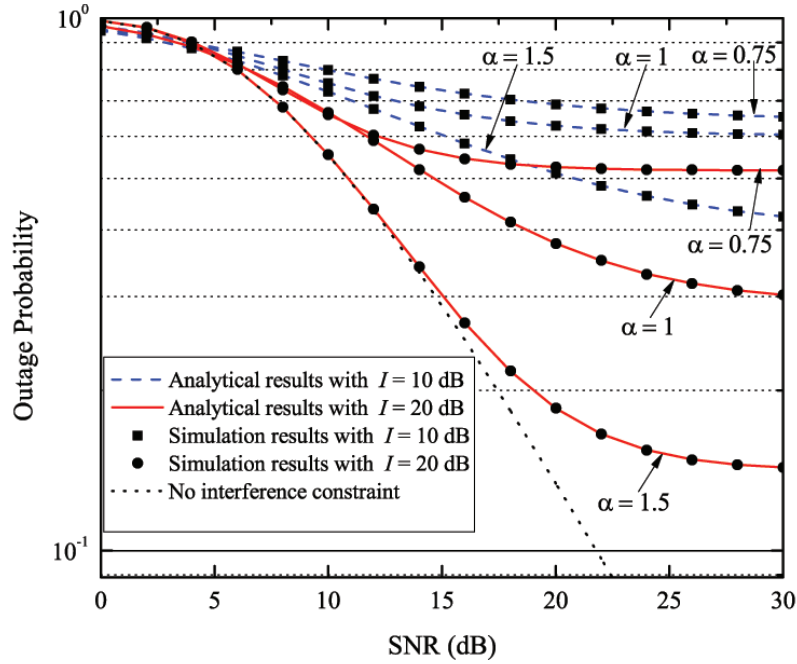 10⁰
α = 1.5
α = 1
α = 0.75
α = 0.75
α = 1
α = 1.5
Outage Probability
Analytical results with I = 10 dB
Analytical results with I = 20 dB
Simulation results with I = 10 dB
Simulation results with I = 20 dB
No interference constraint
10⁻¹
0 5 10 15 20 25 30
SNR (dB)